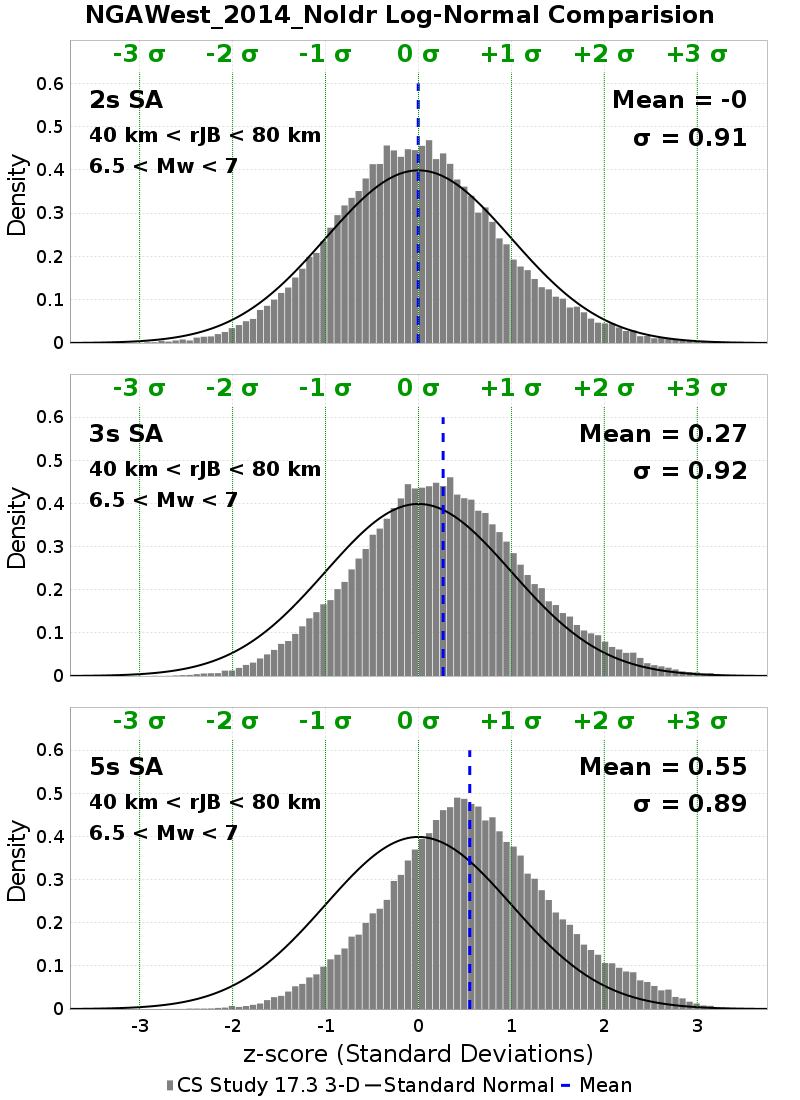 NGAWest_2014_NoIdr Log-Normal Comparision
-3 σ -2 σ -1 σ 0 σ +1 σ +2 σ +3 σ
0.6
2s SA Mean = -0
0.5
40 km < rJB < 80 km σ = 0.91
6.5 < Mw < 7
0.4
Density
0.3
0.2
0.1
0
-3 σ -2 σ -1 σ 0 σ +1 σ +2 σ +3 σ
0.6
3s SA Mean = 0.27
0.5
40 km < rJB < 80 km σ = 0.92
6.5 < Mw < 7
0.4
Density
0.3
0.2
0.1
0
-3 σ -2 σ -1 σ 0 σ +1 σ +2 σ +3 σ
0.6
5s SA Mean = 0.55
0.5
40 km < rJB < 80 km σ = 0.89
6.5 < Mw < 7
0.4
Density
0.3
0.2
0.1
0
-3 -2 -1 0 1 2 3
z-score (Standard Deviations)
CS Study 17.3 3-D Standard Normal Mean